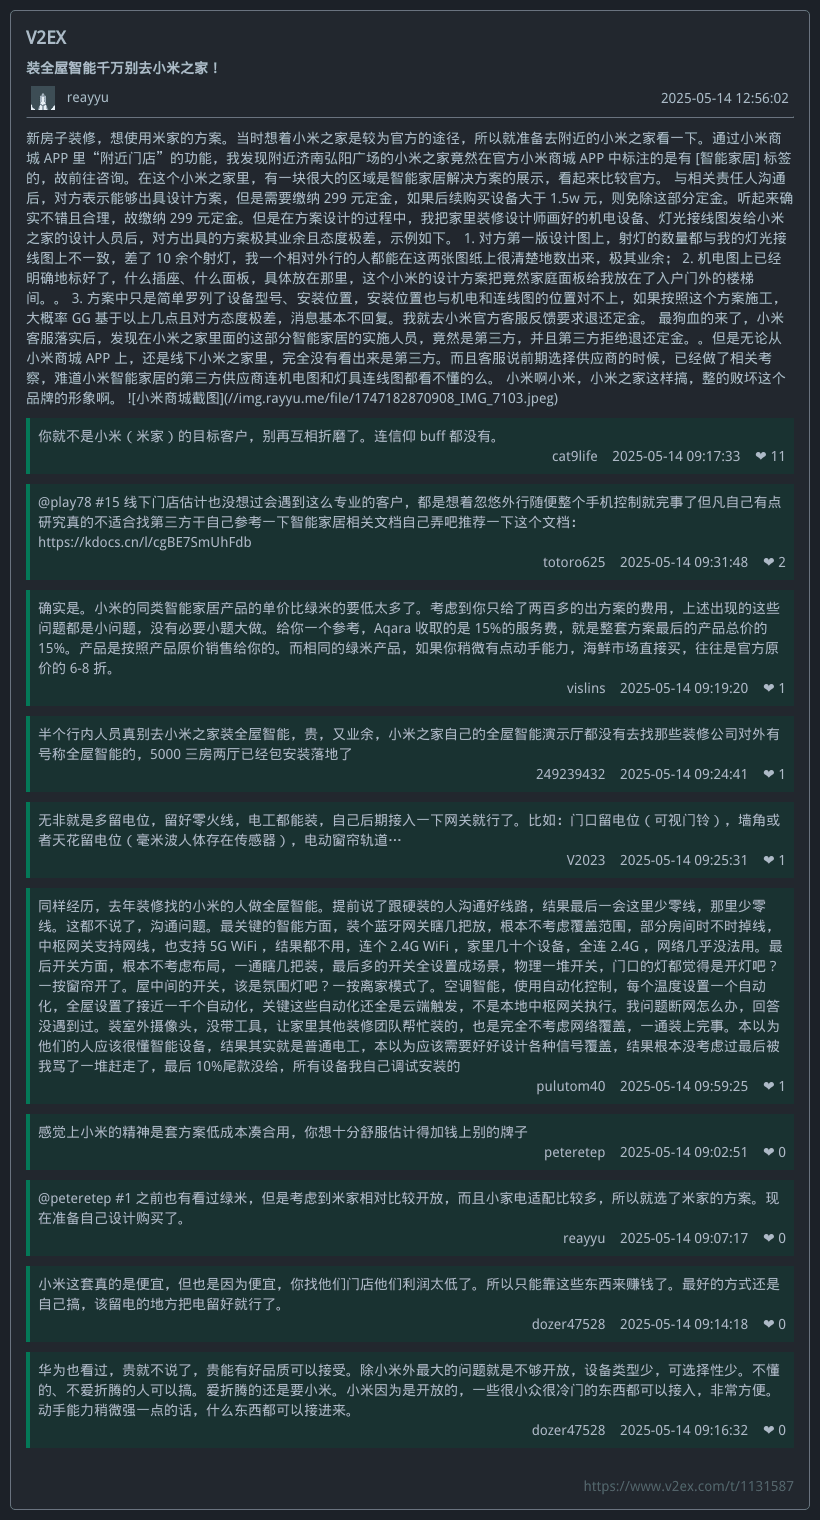 V2EX
装全屋智能千万别去小米之家！
reayyu 2025-05-14 12:56:02
新房子装修，想使用米家的方案。当时想着小米之家是较为官方的途径，所以就准备去附近的小米之家看一下。通过小米商
城 APP 里“附近门店”的功能，我发现附近济南弘阳广场的小米之家竟然在官方小米商城 APP 中标注的是有 [智能家居] 标签
的，故前往咨询。在这个小米之家里，有一块很大的区域是智能家居解决方案的展示，看起来比较官方。 与相关责任人沟通
后，对方表示能够出具设计方案，但是需要缴纳 299 元定金，如果后续购买设备大于 1.5w 元，则免除这部分定金。听起来确
实不错且合理，故缴纳 299 元定金。但是在方案设计的过程中，我把家里装修设计师画好的机电设备、灯光接线图发给小米
之家的设计人员后，对方出具的方案极其业余且态度极差，示例如下。 1. 对方第一版设计图上，射灯的数量都与我的灯光接
线图上不一致，差了 10 余个射灯，我一个相对外行的人都能在这两张图纸上很清楚地数出来，极其业余； 2. 机电图上已经
明确地标好了，什么插座、什么面板，具体放在那里，这个小米的设计方案把竟然家庭面板给我放在了入户门外的楼梯
间。。 3. 方案中只是简单罗列了设备型号、安装位置，安装位置也与机电和连线图的位置对不上，如果按照这个方案施工，
大概率 GG 基于以上几点且对方态度极差，消息基本不回复。我就去小米官方客服反馈要求退还定金。 最狗血的来了，小米
客服落实后，发现在小米之家里面的这部分智能家居的实施人员，竟然是第三方，并且第三方拒绝退还定金。。但是无论从
小米商城 APP 上，还是线下小米之家里，完全没有看出来是第三方。而且客服说前期选择供应商的时候，已经做了相关考
察，难道小米智能家居的第三方供应商连机电图和灯具连线图都看不懂的么。 小米啊小米，小米之家这样搞，整的败坏这个
品牌的形象啊。 ![小米商城截图](//img.rayyu.me/file/1747182870908_IMG_7103.jpeg)
你就不是小米（米家）的目标客户，别再互相折磨了。连信仰 buff 都没有。
cat9life 2025-05-14 09:17:33 ❤ 11
@play78 #15 线下门店估计也没想过会遇到这么专业的客户，都是想着忽悠外行随便整个手机控制就完事了但凡自己有点
研究真的不适合找第三方干自己参考一下智能家居相关文档自己弄吧推荐一下这个文档：
https://kdocs.cn/l/cgBE7SmUhFdb
totoro625 2025-05-14 09:31:48 ❤ 2
确实是。小米的同类智能家居产品的单价比绿米的要低太多了。考虑到你只给了两百多的出方案的费用，上述出现的这些
问题都是小问题，没有必要小题大做。给你一个参考，Aqara 收取的是 15%的服务费，就是整套方案最后的产品总价的
15%。产品是按照产品原价销售给你的。而相同的绿米产品，如果你稍微有点动手能力，海鲜市场直接买，往往是官方原
价的 6-8 折。
vislins 2025-05-14 09:19:20 ❤ 1
半个行内人员真别去小米之家装全屋智能，贵，又业余，小米之家自己的全屋智能演示厅都没有去找那些装修公司对外有
号称全屋智能的，5000 三房两厅已经包安装落地了
249239432 2025-05-14 09:24:41 ❤ 1
无非就是多留电位，留好零火线，电工都能装，自己后期接入一下网关就行了。比如：门口留电位（可视门铃），墙角或
者天花留电位（毫米波人体存在传感器），电动窗帘轨道…
V2023 2025-05-14 09:25:31 ❤ 1
同样经历，去年装修找的小米的人做全屋智能。提前说了跟硬装的人沟通好线路，结果最后一会这里少零线，那里少零
线。这都不说了，沟通问题。最关键的智能方面，装个蓝牙网关瞎几把放，根本不考虑覆盖范围，部分房间时不时掉线，
中枢网关支持网线，也支持 5G WiFi ，结果都不用，连个 2.4G WiFi ，家里几十个设备，全连 2.4G ，网络几乎没法用。最
后开关方面，根本不考虑布局，一通瞎几把装，最后多的开关全设置成场景，物理一堆开关，门口的灯都觉得是开灯吧？
一按窗帘开了。屋中间的开关，该是氛围灯吧？一按离家模式了。空调智能，使用自动化控制，每个温度设置一个自动
化，全屋设置了接近一千个自动化，关键这些自动化还全是云端触发，不是本地中枢网关执行。我问断网怎么办，回答
没遇到过。装室外摄像头，没带工具，让家里其他装修团队帮忙装的，也是完全不考虑网络覆盖，一通装上完事。本以为
他们的人应该很懂智能设备，结果其实就是普通电工，本以为应该需要好好设计各种信号覆盖，结果根本没考虑过最后被
我骂了一堆赶走了，最后 10%尾款没给，所有设备我自己调试安装的
pulutom40 2025-05-14 09:59:25 ❤ 1
感觉上小米的精神是套方案低成本凑合用，你想十分舒服估计得加钱上别的牌子
peteretep 2025-05-14 09:02:51 ❤ 0
@peteretep #1 之前也有看过绿米，但是考虑到米家相对比较开放，而且小家电适配比较多，所以就选了米家的方案。现
在准备自己设计购买了。
reayyu 2025-05-14 09:07:17 ❤ 0
小米这套真的是便宜，但也是因为便宜，你找他们门店他们利润太低了。所以只能靠这些东西来赚钱了。最好的方式还是
自己搞，该留电的地方把电留好就行了。
dozer47528 2025-05-14 09:14:18 ❤ 0
华为也看过，贵就不说了，贵能有好品质可以接受。除小米外最大的问题就是不够开放，设备类型少，可选择性少。不懂
的、不爱折腾的人可以搞。爱折腾的还是要小米。小米因为是开放的，一些很小众很冷门的东西都可以接入，非常方便。
动手能力稍微强一点的话，什么东西都可以接进来。
dozer47528 2025-05-14 09:16:32 ❤ 0
https://www.v2ex.com/t/1131587